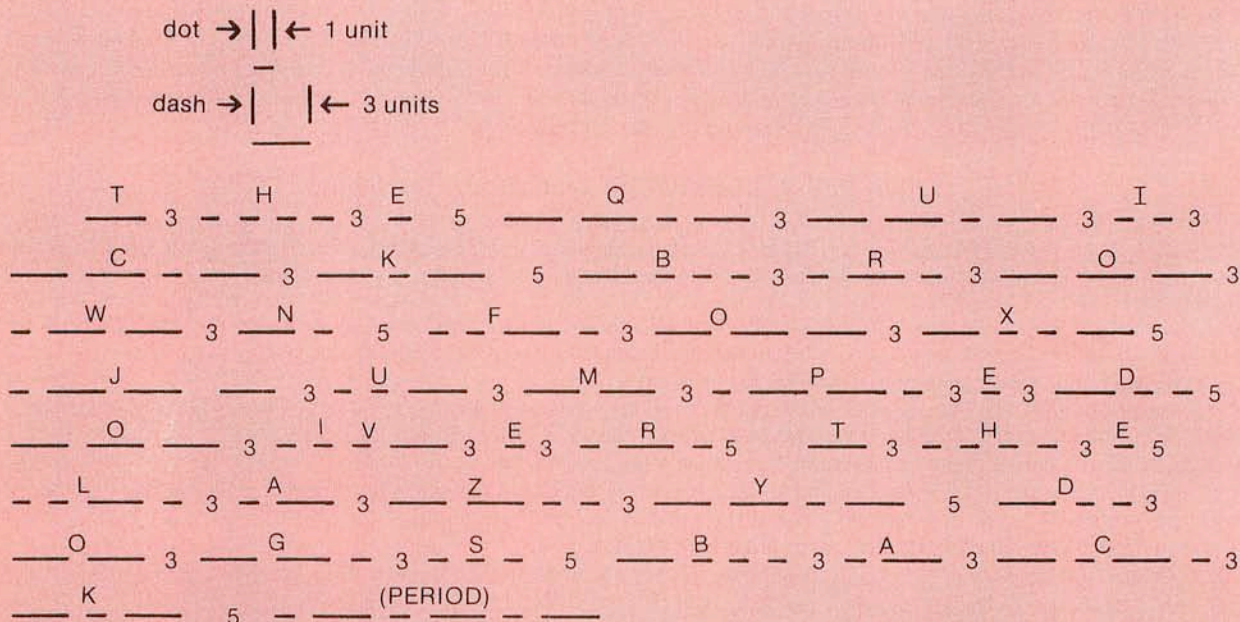 dot → ← 1 unit
dash → ← 3 units
T H E Q U I
3 3 5 3 3 3
C K B R O
3 5 3 3 3
W N F O X
3 5 3 3 5
J U M P E D
3 3 3 3 3 5
O I V E R T H E
3 3 3 5 3 3 5
L A Z Y D
3 3 3 5 3
O G S B A C
3 3 5 3 3 3
K (PERIOD)
5